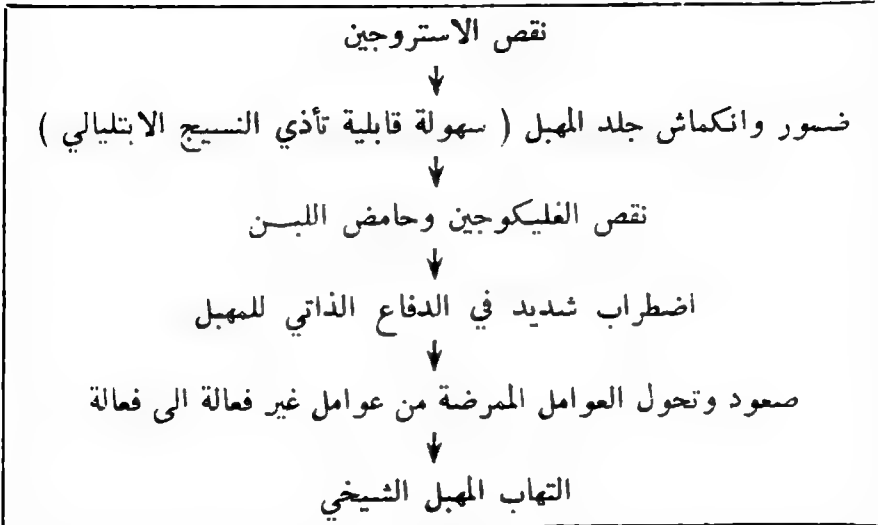 نقص الاستروجين
ضمور وانكماش جلد المهبل ( سهولة قابلية تأذي النسيج الابتليالي )
نقص الغليكوجين وحامض اللبن
اضطراب شديد في الدفاع الذاتي للمهبل
صعود وتحول العوامل الممرضة من عوامل غير فعالة الى فعالة
التهاب المهبل الشيخي